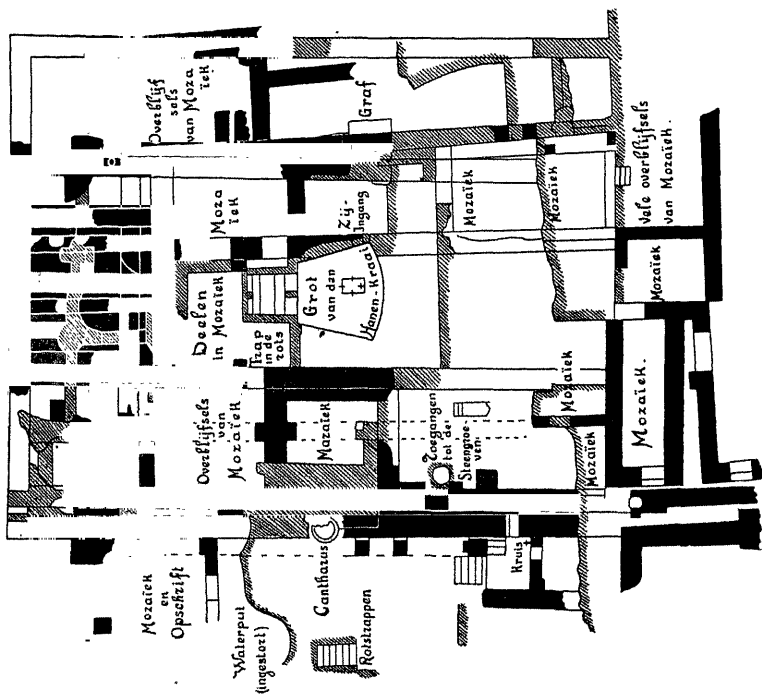 Overblijf
sels
van Moza
ïek
Graf
Moza
ïek
Zij-
Ingang
Mozaïek
Mozaïek
Vele overblijfsels
van Mozaïek.
Deelen
in Mozaïek
Trap
in de
rots
Grot
van den
Hanen-Kraai
Mozaïek
Overblijfsels
van
Mozaïek
Mazaïek
Toegangen
tot de
Steengroe-
ven.
Mozaïek
Mozaïek
Mozaïek.
Mozaïek
en
Opschrift
Waterput
(ingestort)
Cantharus
Rotstrappen
Kruis